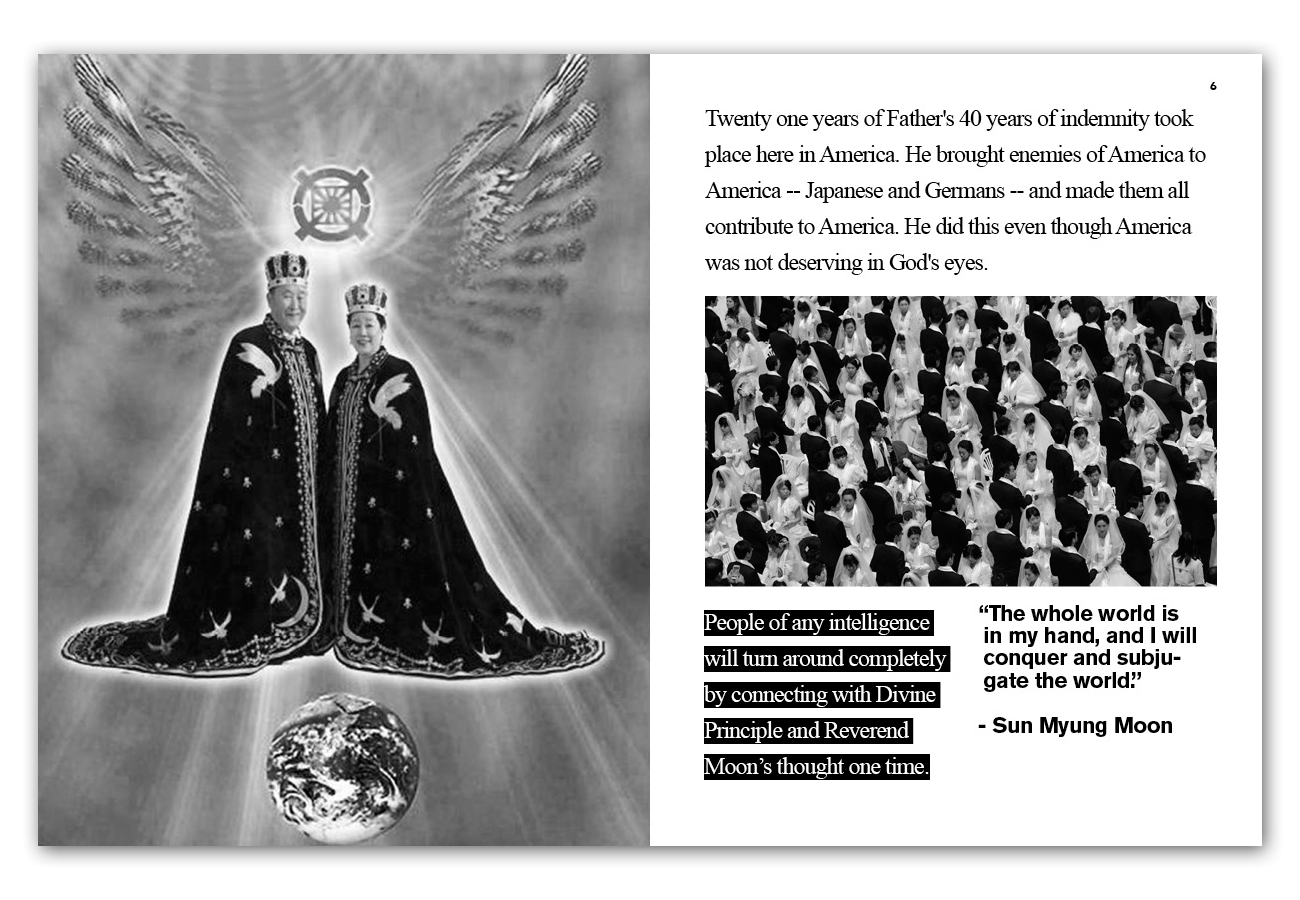 6
Twenty one years of Father's 40 years of indemnity took
place here in America. He brought enemies of America to
America -- Japanese and Germans -- and made them all
contribute to America. He did this even though America
was not deserving in God's eyes.
People of any intelligence
will turn around completely
by connecting with Divine
Principle and Reverend
Moon’s thought one time.
“The whole world is
in my hand, and I will
conquer and subju-
gate the world.”
- Sun Myung Moon